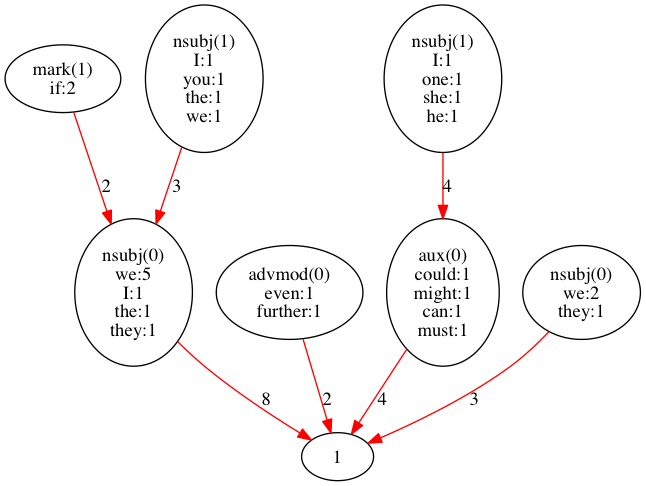 mark(1)
if:2
nsubj(1)
I:1
you:1
the:1
we:1
nsubj(1)
I:1
one:1
she:1
he:1
2
3
4
nsubj(0)
we:5
I:1
the:1
they:1
advmod(0)
even:1
further:1
aux(0)
could:1
might:1
can:1
must:1
nsubj(0)
we:2
they:1
8
2
4
3
1